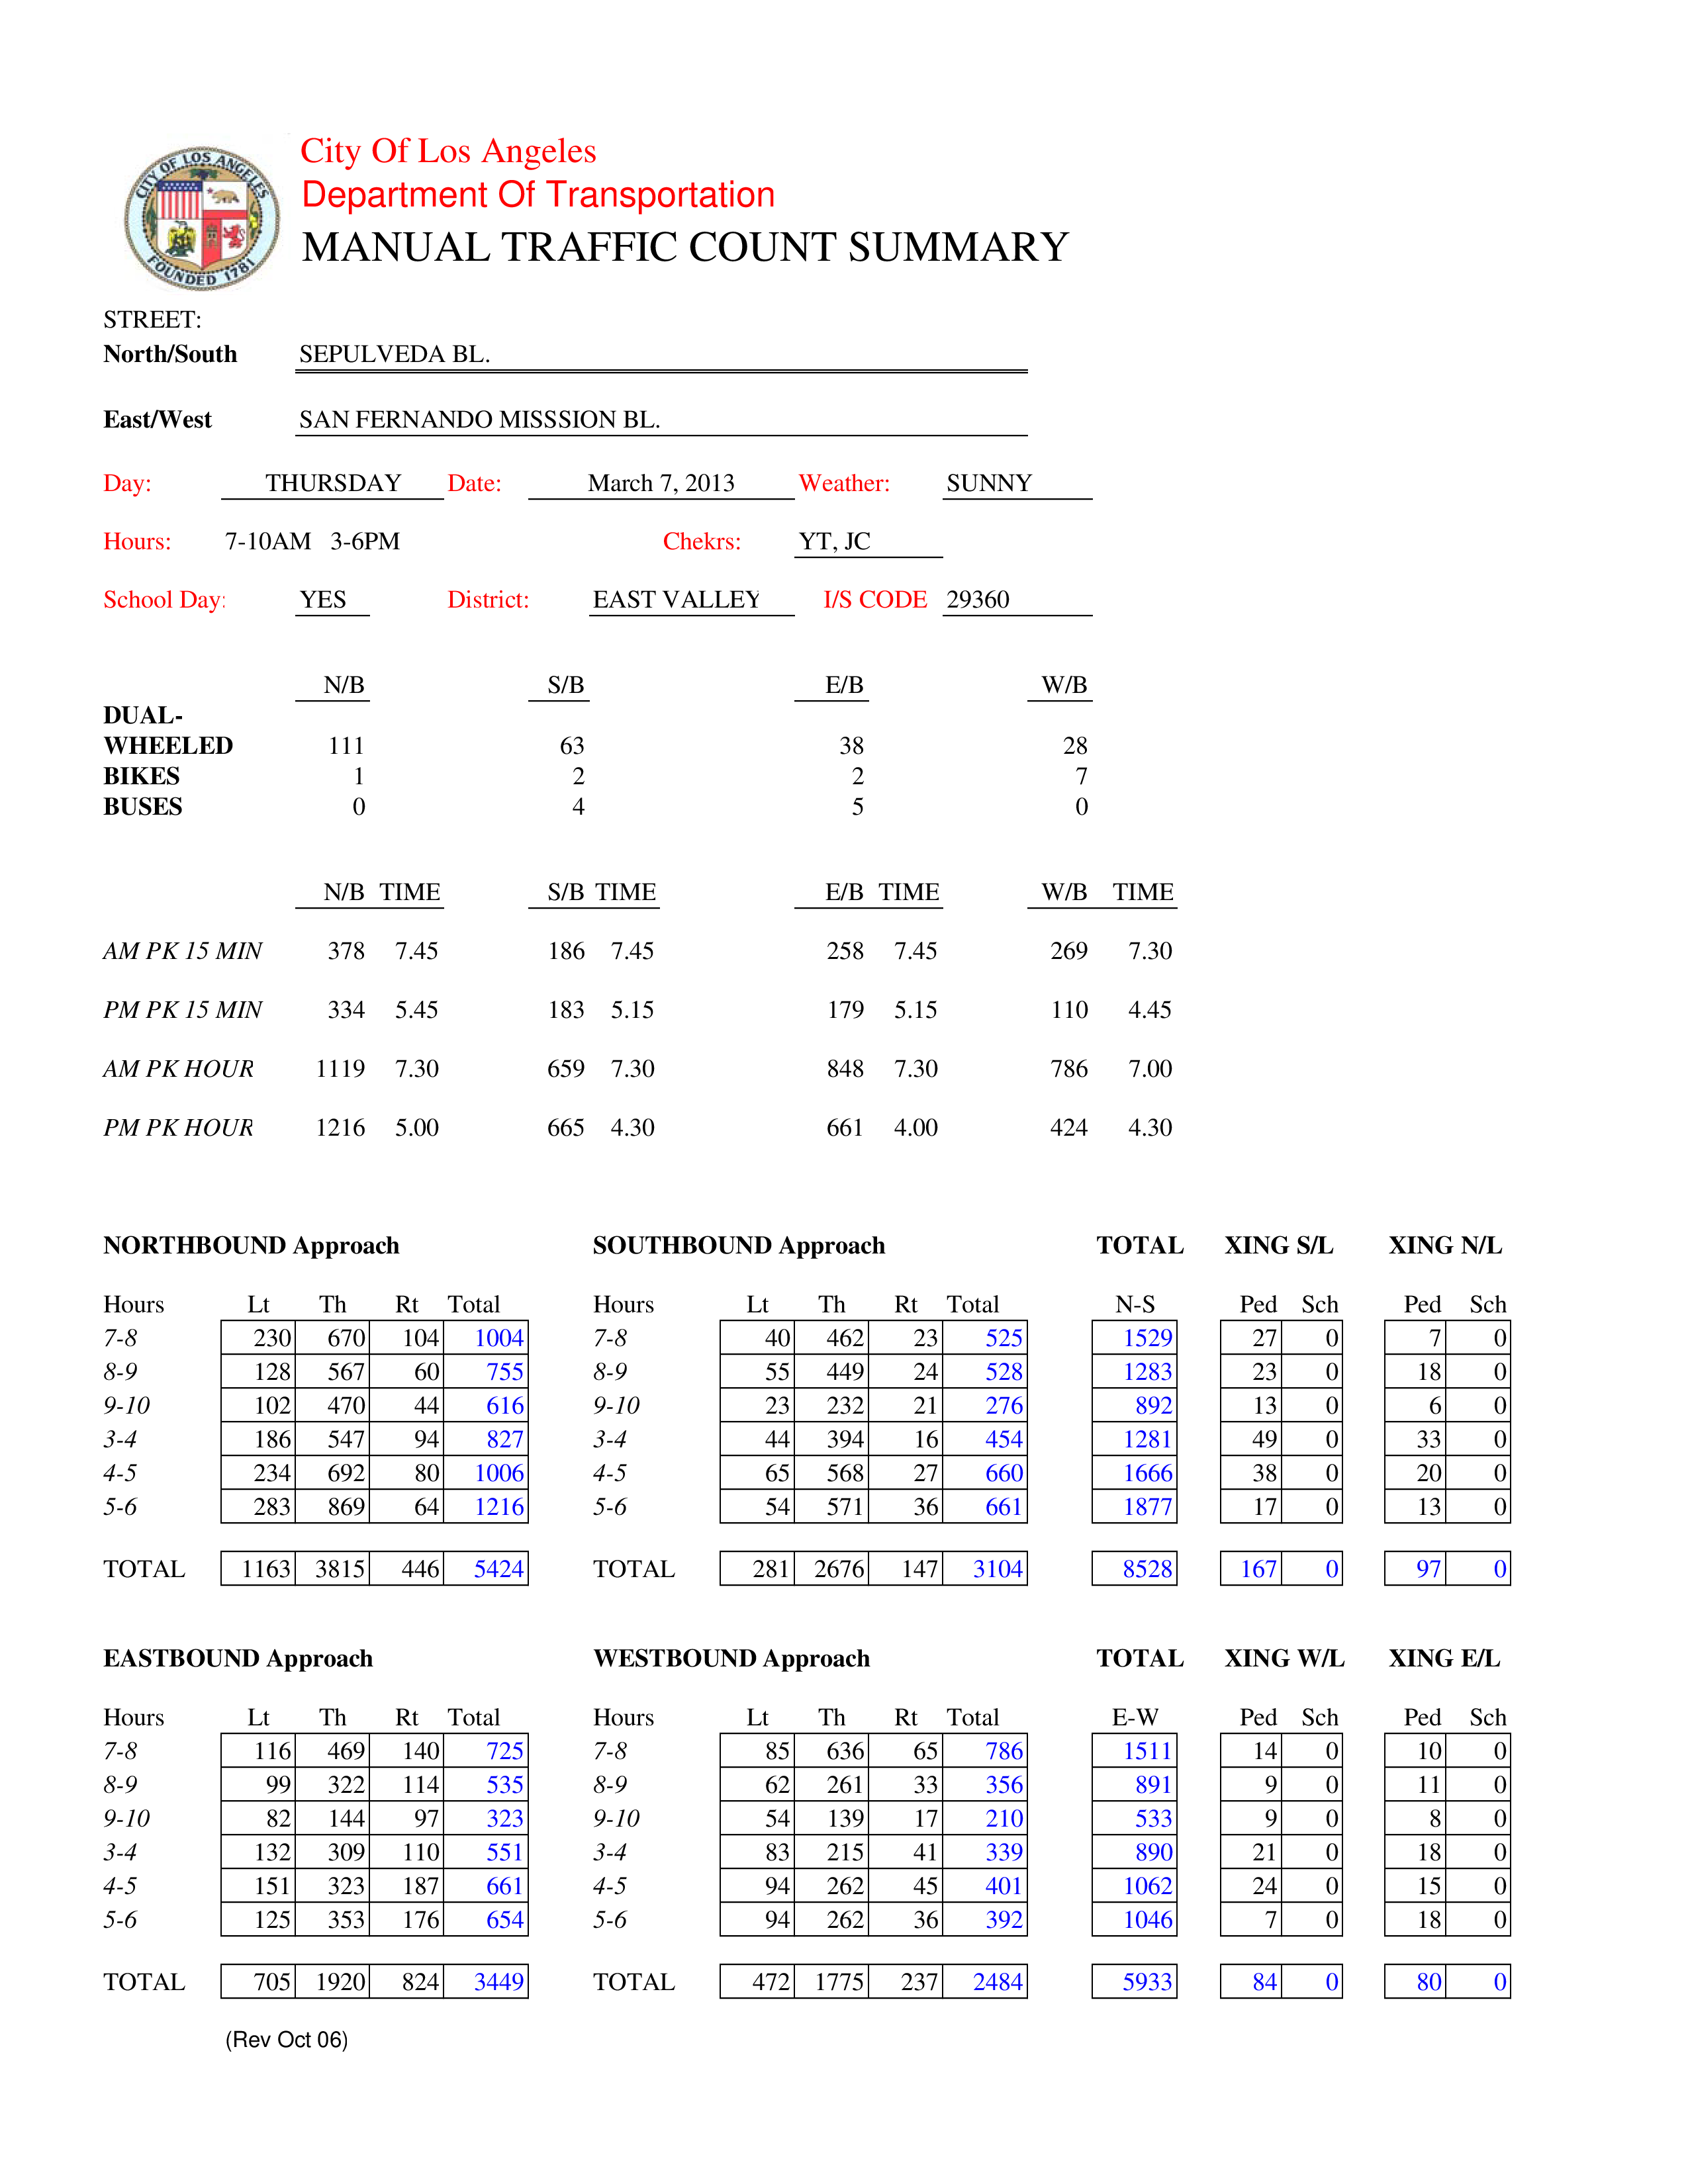 CITY OF LOS ANGELES
FOUNDED 1781
City Of Los Angeles
Department Of Transportation
MANUAL TRAFFIC COUNT SUMMARY
STREET:
North/South SEPULVEDA BL.
East/West SAN FERNANDO MISSSION BL.
Day: THURSDAY Date: March 7, 2013 Weather: SUNNY
Hours: 7-10AM 3-6PM Chekrs: YT, JC
School Day: YES District: EAST VALLEY I/S CODE 29360
N/B S/B E/B W/B
DUAL-
WHEELED 111 63 38 28
BIKES 1 2 2 7
BUSES 0 4 5 0
N/B TIME S/B TIME E/B TIME W/B TIME
AM PK 15 MIN 378 7.45 186 7.45 258 7.45 269 7.30
PM PK 15 MIN 334 5.45 183 5.15 179 5.15 110 4.45
AM PK HOUR 1119 7.30 659 7.30 848 7.30 786 7.00
PM PK HOUR 1216 5.00 665 4.30 661 4.00 424 4.30
NORTHBOUND Approach SOUTHBOUND Approach TOTAL XING S/L XING N/L
Hours Lt Th Rt Total Hours Lt Th Rt Total N-S Ped Sch Ped Sch
7-8 230 670 104 1004 7-8 40 462 23 525 1529 27 0 7 0
8-9 128 567 60 755 8-9 55 449 24 528 1283 23 0 18 0
9-10 102 470 44 616 9-10 23 232 21 276 892 13 0 6 0
3-4 186 547 94 827 3-4 44 394 16 454 1281 49 0 33 0
4-5 234 692 80 1006 4-5 65 568 27 660 1666 38 0 20 0
5-6 283 869 64 1216 5-6 54 571 36 661 1877 17 0 13 0
TOTAL 1163 3815 446 5424 TOTAL 281 2676 147 3104 8528 167 0 97 0
EASTBOUND Approach WESTBOUND Approach TOTAL XING W/L XING E/L
Hours Lt Th Rt Total Hours Lt Th Rt Total E-W Ped Sch Ped Sch
7-8 116 469 140 725 7-8 85 636 65 786 1511 14 0 10 0
8-9 99 322 114 535 8-9 62 261 33 356 891 9 0 11 0
9-10 82 144 97 323 9-10 54 139 17 210 533 9 0 8 0
3-4 132 309 110 551 3-4 83 215 41 339 890 21 0 18 0
4-5 151 323 187 661 4-5 94 262 45 401 1062 24 0 15 0
5-6 125 353 176 654 5-6 94 262 36 392 1046 7 0 18 0
TOTAL 705 1920 824 3449 TOTAL 472 1775 237 2484 5933 84 0 80 0
(Rev Oct 06)